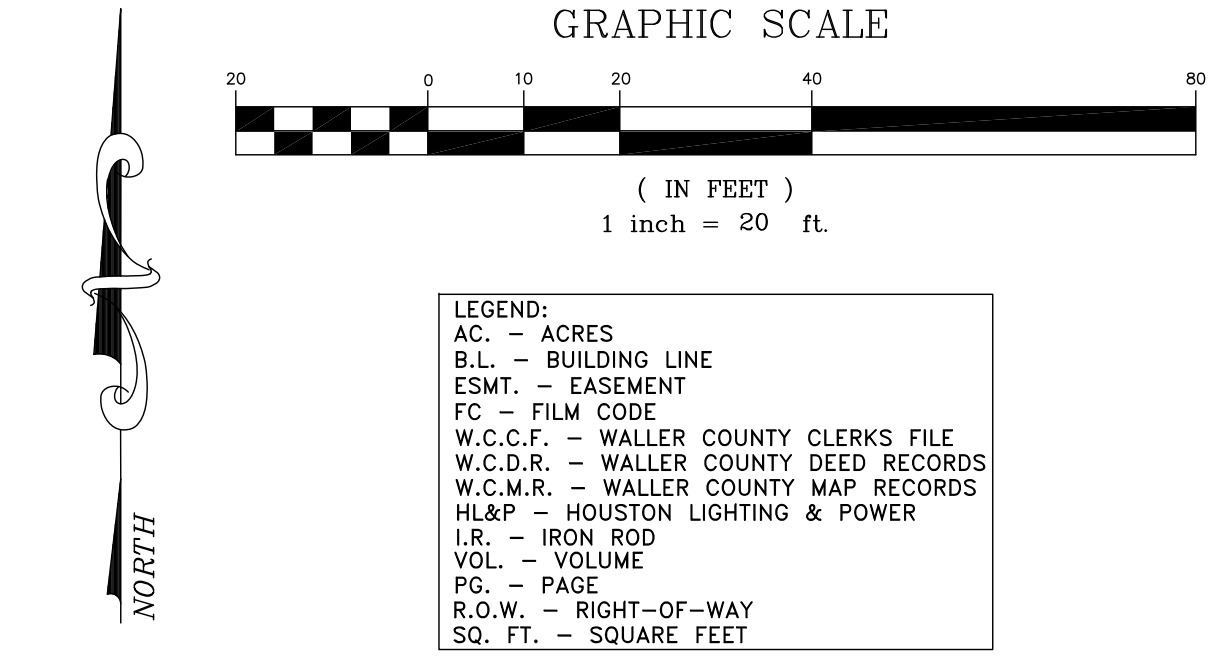 GRAPHIC SCALE
20 0 10 20 40 80
( IN FEET )
1 inch = 20 ft.
LEGEND:
AC. – ACRES
B.L. – BUILDING LINE
ESMT. – EASEMENT
FC – FILM CODE
W.C.C.F. – WALLER COUNTY CLERKS FILE
W.C.D.R. – WALLER COUNTY DEED RECORDS
W.C.M.R. – WALLER COUNTY MAP RECORDS
HL&P – HOUSTON LIGHTING & POWER
I.R. – IRON ROD
VOL. – VOLUME
PG. – PAGE
R.O.W. – RIGHT–OF–WAY
SQ. FT. – SQUARE FEET
NORTH